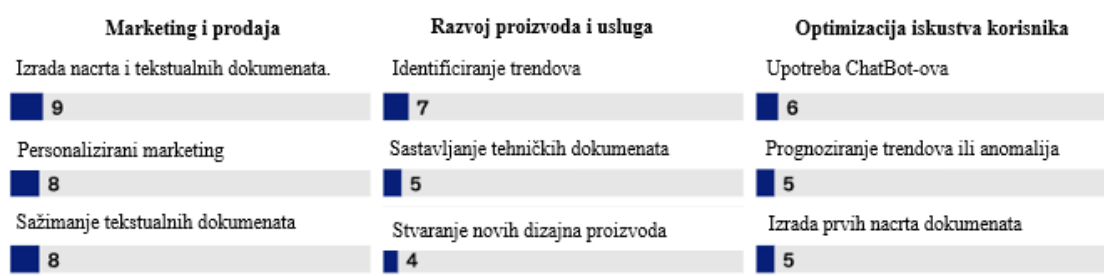 Marketing i prodaja
Izrada nacrta i tekstualnih dokumenata.
9
Personalizirani marketing
8
Sažimanje tekstualnih dokumenata
8
Razvoj proizvoda i usluga
Identificiranje trendova
7
Sastavljanje tehničkih dokumenata
5
Stvaranje novih dizajna proizvoda
4
Optimizacija iskustva korisnika
Upotreba ChatBot-ova
6
Prognoziranje trendova ili anomalija
5
Izrada prvih nacrta dokumenata
5